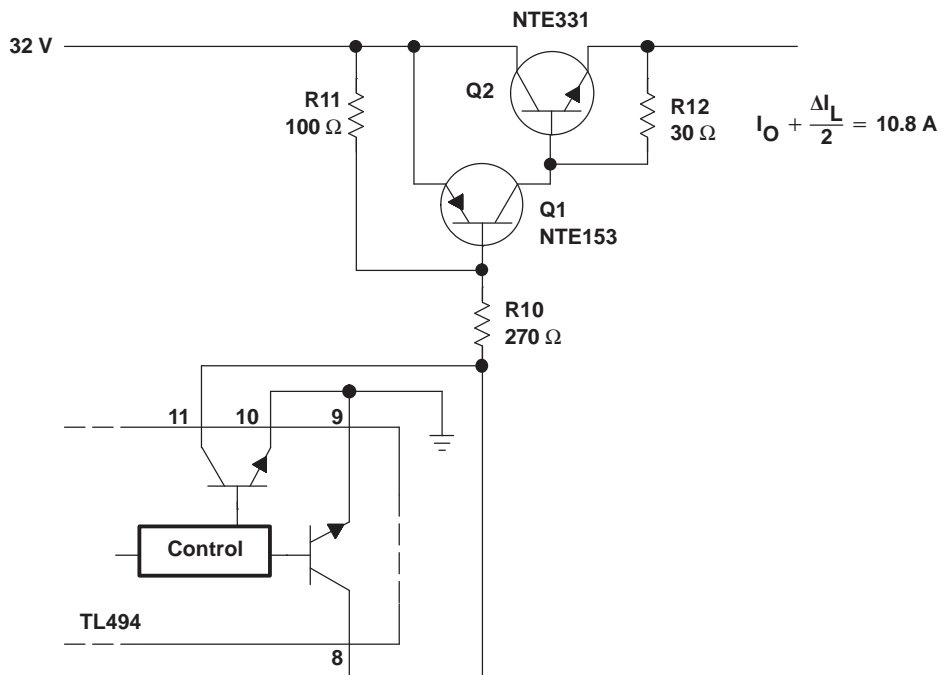 NTE331
32 V
Q2
R11
100 Ω
R12
30 Ω
I_O + ΔI_L/2 = 10.8 A
Q1
NTE153
R10
270 Ω
11
10
9
Control
TL494
8